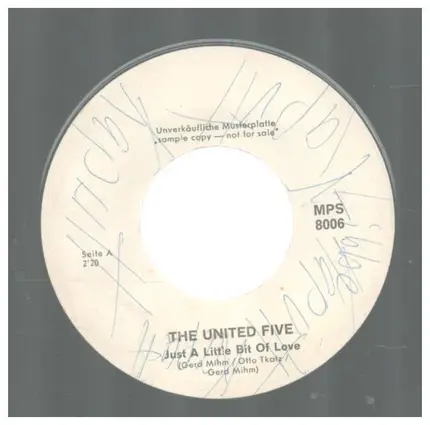 Unverkäufliche Musterplatte
"sample copy — not for sale"
MPS
8006
Seite A
2'20
THE UNITED FIVE
Just A Little Bit Of Love
(Gerd Mihm / Otto Tkatz
Gerd Mihm)